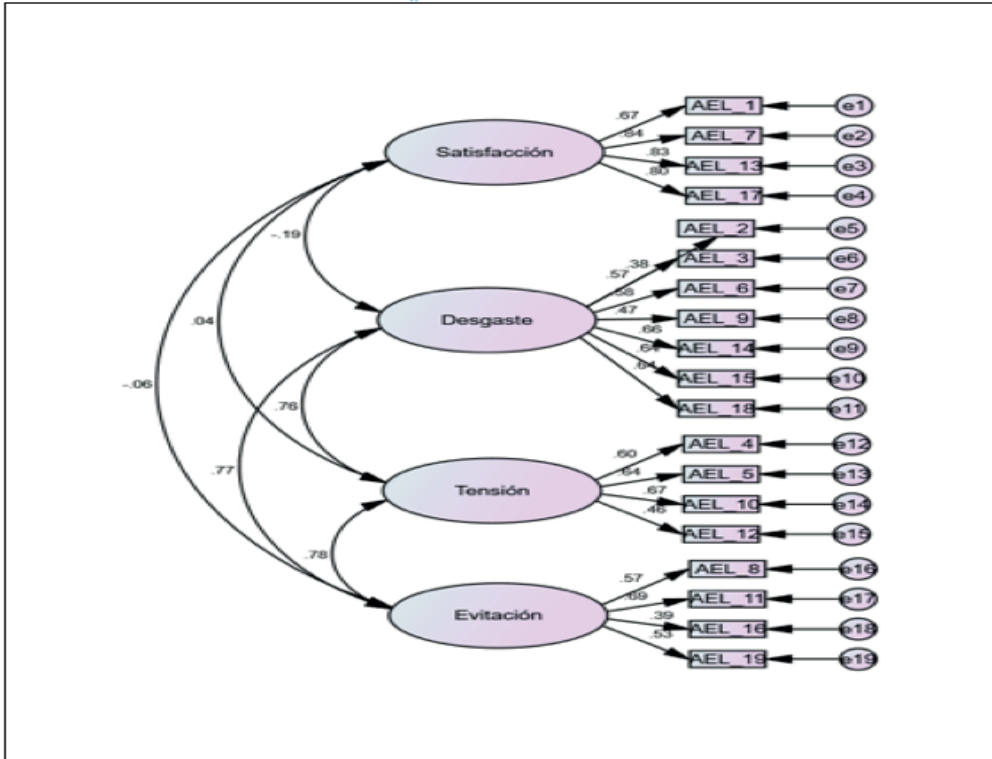 .67 AEL_1 e1
.84 AEL_7 e2
Satisfacción .83 AEL_13 e3
.80 AEL_17 e4
-.19
.38 AEL_2 e5
.57 AEL_3 e6
AEL_6 e7
Desgaste .47 AEL_9 e8
.66 AEL_14 e9
AEL_15 e10
AEL_18 e11
.04
-.06
.76
.77
.60 AEL_4 e12
.64 AEL_5 e13
Tensión .67 AEL_10 e14
.46 AEL_12 e15
.78
.57 AEL_8 e16
.69 AEL_11 e17
Evitación .39 AEL_16 e18
.53 AEL_19 e19